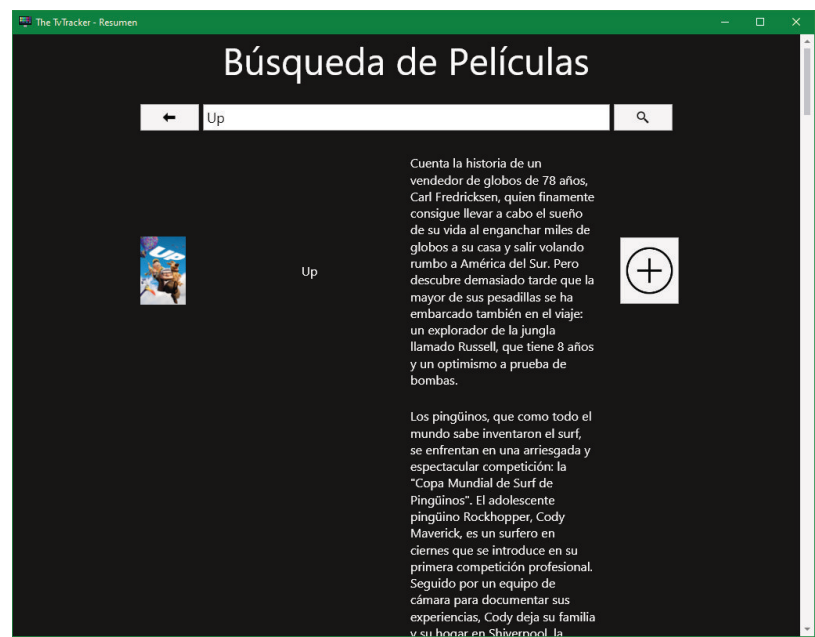 The TvTracker - Resumen
Búsqueda de Películas
Up
UP
Up
Cuenta la historia de un
vendedor de globos de 78 años,
Carl Fredricksen, quien finamente
consigue llevar a cabo el sueño
de su vida al enganchar miles de
globos a su casa y salir volando
rumbo a América del Sur. Pero
descubre demasiado tarde que la
mayor de sus pesadillas se ha
embarcado también en el viaje:
un explorador de la jungla
llamado Russell, que tiene 8 años
y un optimismo a prueba de
bombas.
Los pingüinos, que como todo el
mundo sabe inventaron el surf,
se enfrentan en una arriesgada y
espectacular competición: la
"Copa Mundial de Surf de
Pingüinos". El adolescente
pingüino Rockhopper, Cody
Maverick, es un surfero en
ciernes que se introduce en su
primera competición profesional.
Seguido por un equipo de
cámara para documentar sus
experiencias, Cody deja su familia
y su hogar en Shiverpool, la